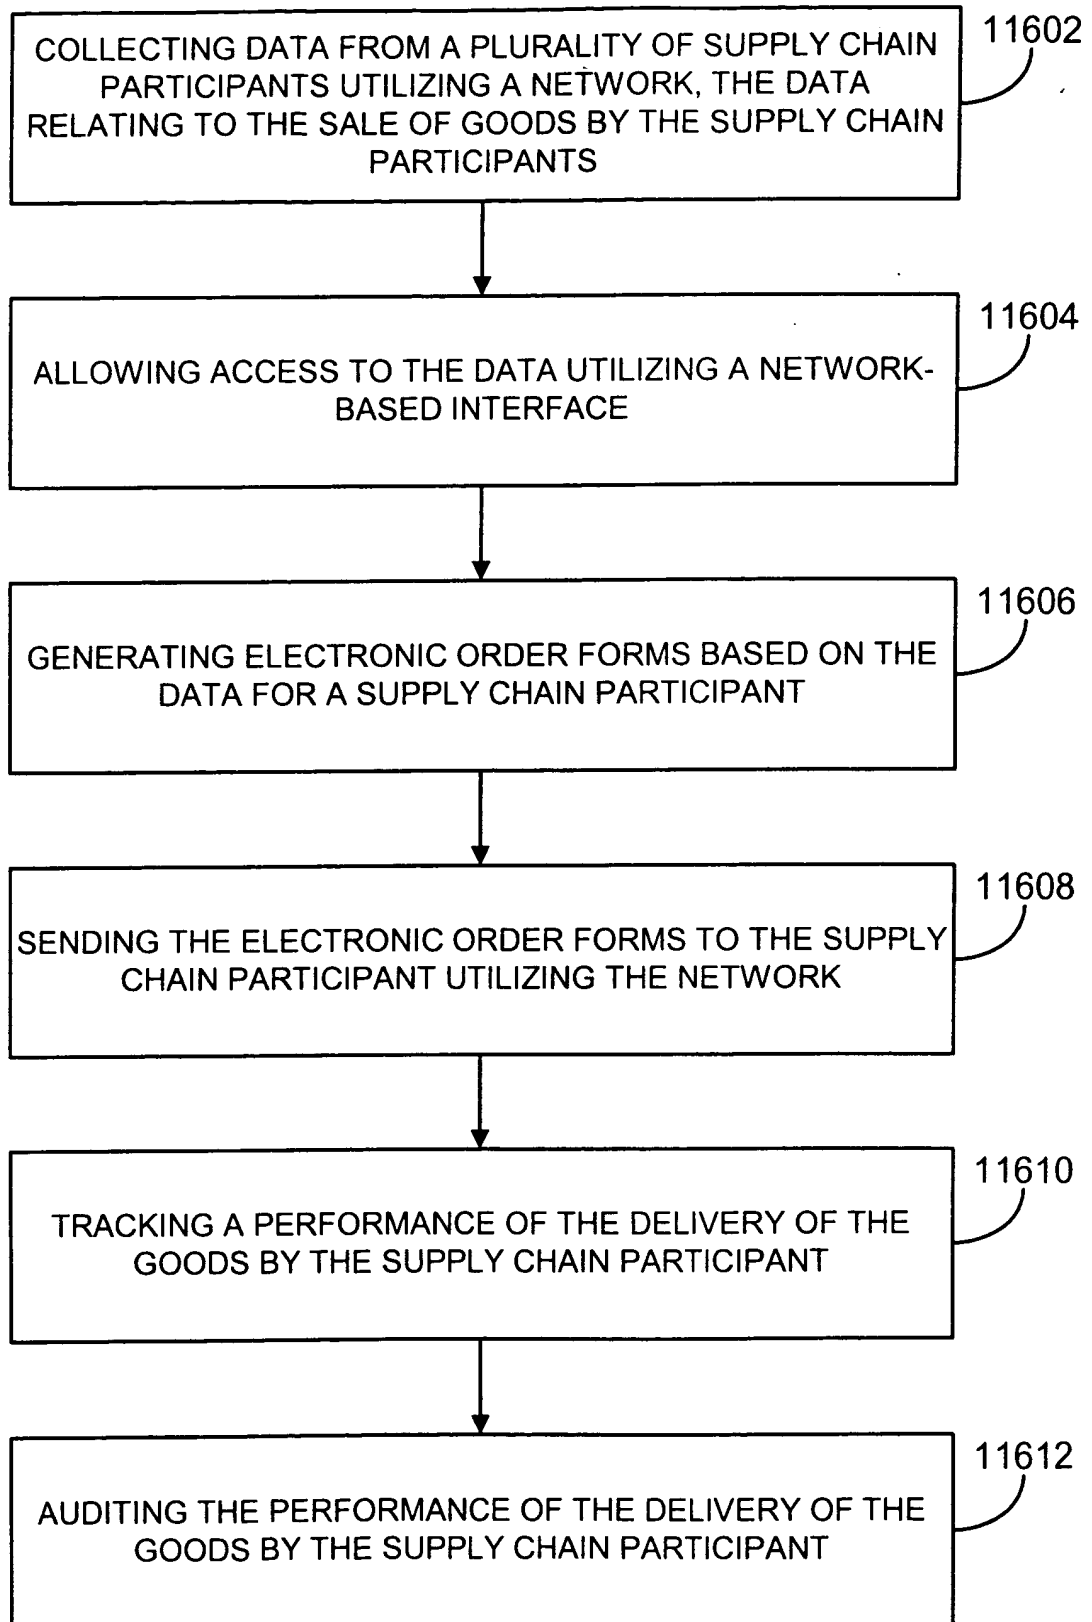 11602
COLLECTING DATA FROM A PLURALITY OF SUPPLY CHAIN
PARTICIPANTS UTILIZING A NETWORK, THE DATA
RELATING TO THE SALE OF GOODS BY THE SUPPLY CHAIN
PARTICIPANTS
11604
ALLOWING ACCESS TO THE DATA UTILIZING A NETWORK-
BASED INTERFACE
11606
GENERATING ELECTRONIC ORDER FORMS BASED ON THE
DATA FOR A SUPPLY CHAIN PARTICIPANT
11608
SENDING THE ELECTRONIC ORDER FORMS TO THE SUPPLY
CHAIN PARTICIPANT UTILIZING THE NETWORK
11610
TRACKING A PERFORMANCE OF THE DELIVERY OF THE
GOODS BY THE SUPPLY CHAIN PARTICIPANT
11612
AUDITING THE PERFORMANCE OF THE DELIVERY OF THE
GOODS BY THE SUPPLY CHAIN PARTICIPANT